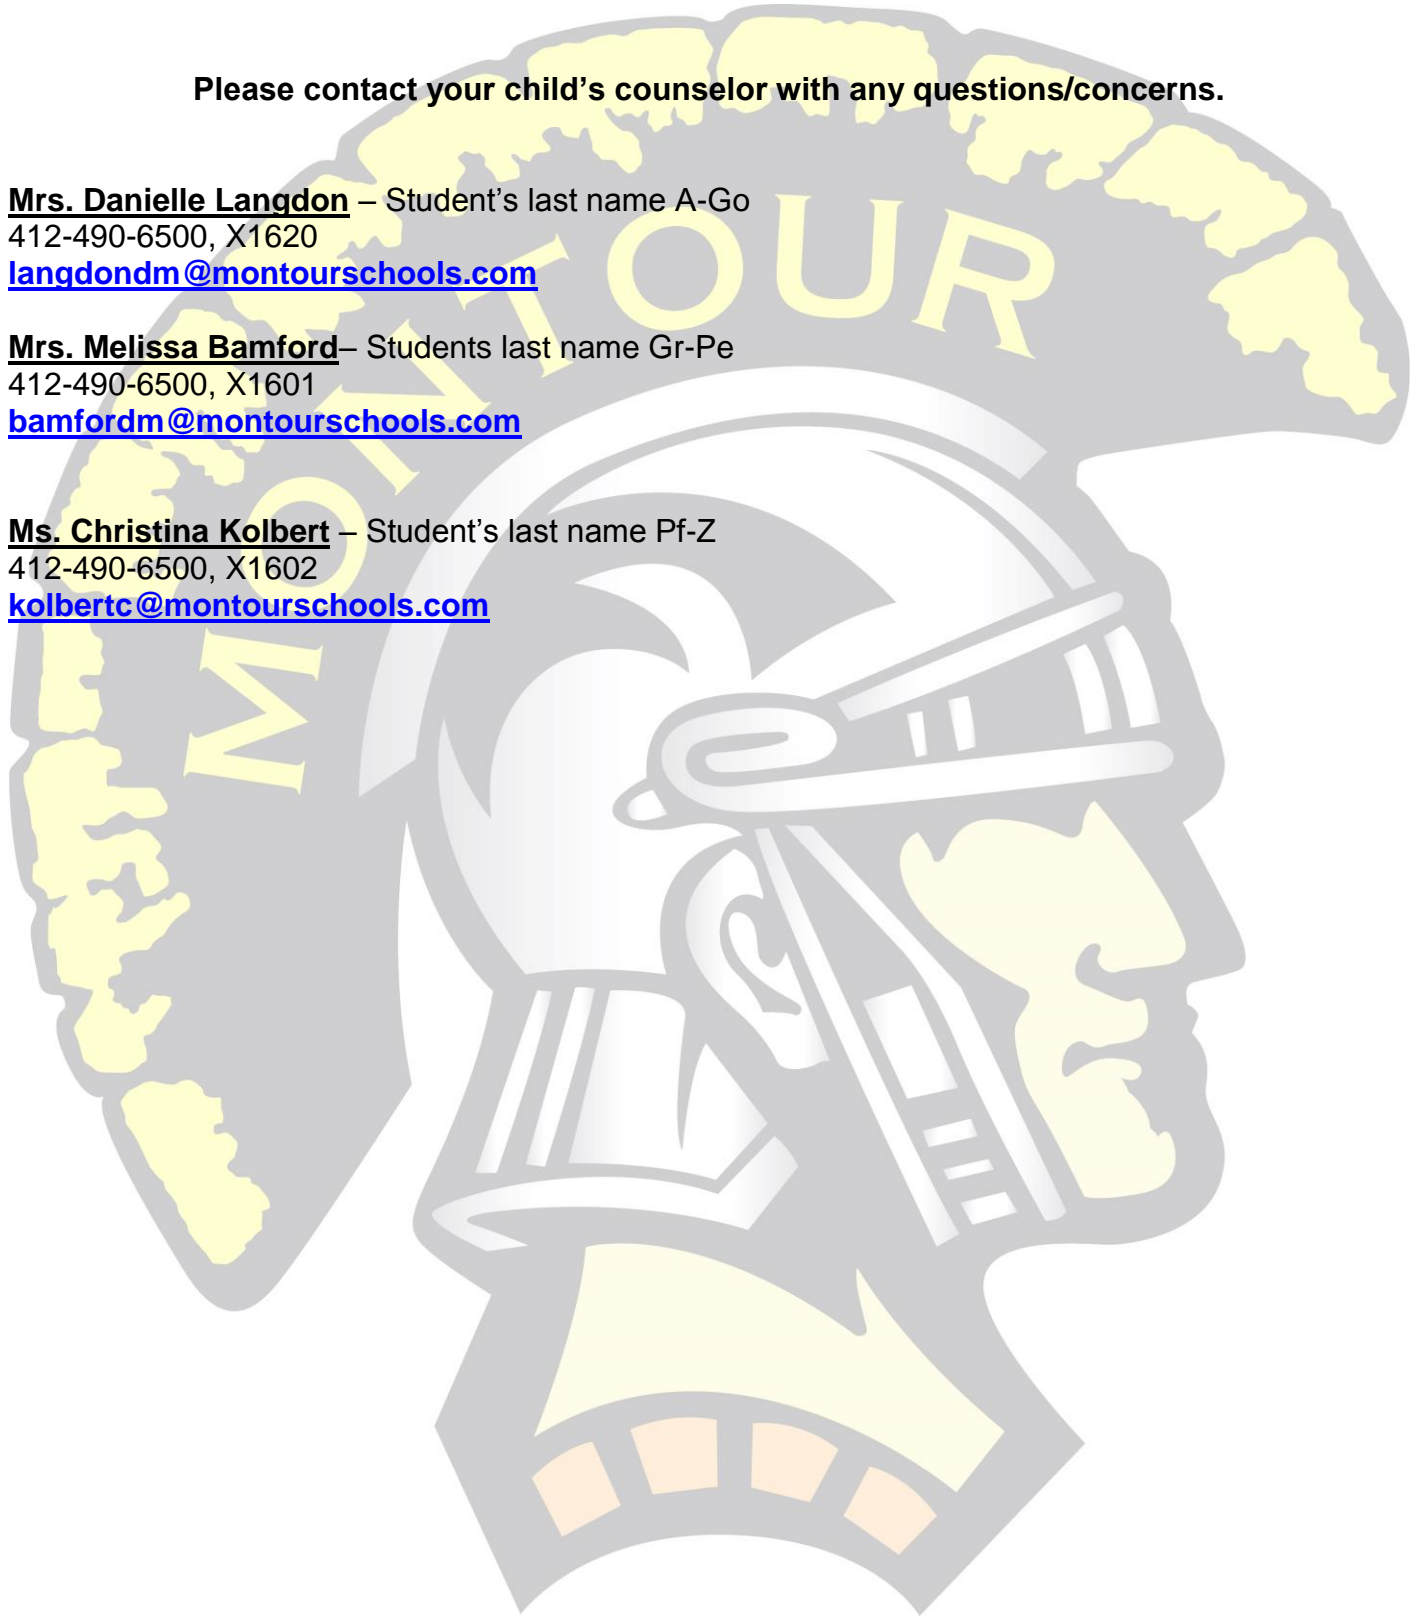 Please contact your child’s counselor with any questions/concerns.
Mrs. Danielle Langdon – Student’s last name A-Go
412-490-6500, X1620
langdondm@montourschools.com
Mrs. Melissa Bamford– Students last name Gr-Pe
412-490-6500, X1601
bamfordm@montourschools.com
Ms. Christina Kolbert – Student’s last name Pf-Z
412-490-6500, X1602
kolbertc@montourschools.com
MONTOUR